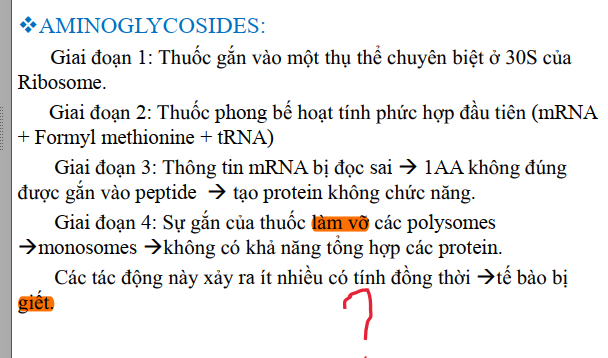 ❖AMINOGLYCOSIDES:
Giai đoạn 1: Thuốc gắn vào một thụ thể chuyên biệt ở 30S của
Ribosome.
Giai đoạn 2: Thuốc phong bế hoạt tính phức hợp đầu tiên (mRNA
+ Formyl methionine + tRNA)
Giai đoạn 3: Thông tin mRNA bị đọc sai → 1AA không đúng
được gắn vào peptide → tạo protein không chức năng.
Giai đoạn 4: Sự gắn của thuốc làm vỡ các polysomes
→monosomes →không có khả năng tổng hợp các protein.
Các tác động này xảy ra ít nhiều có tính đồng thời →tế bào bị
giết.
?